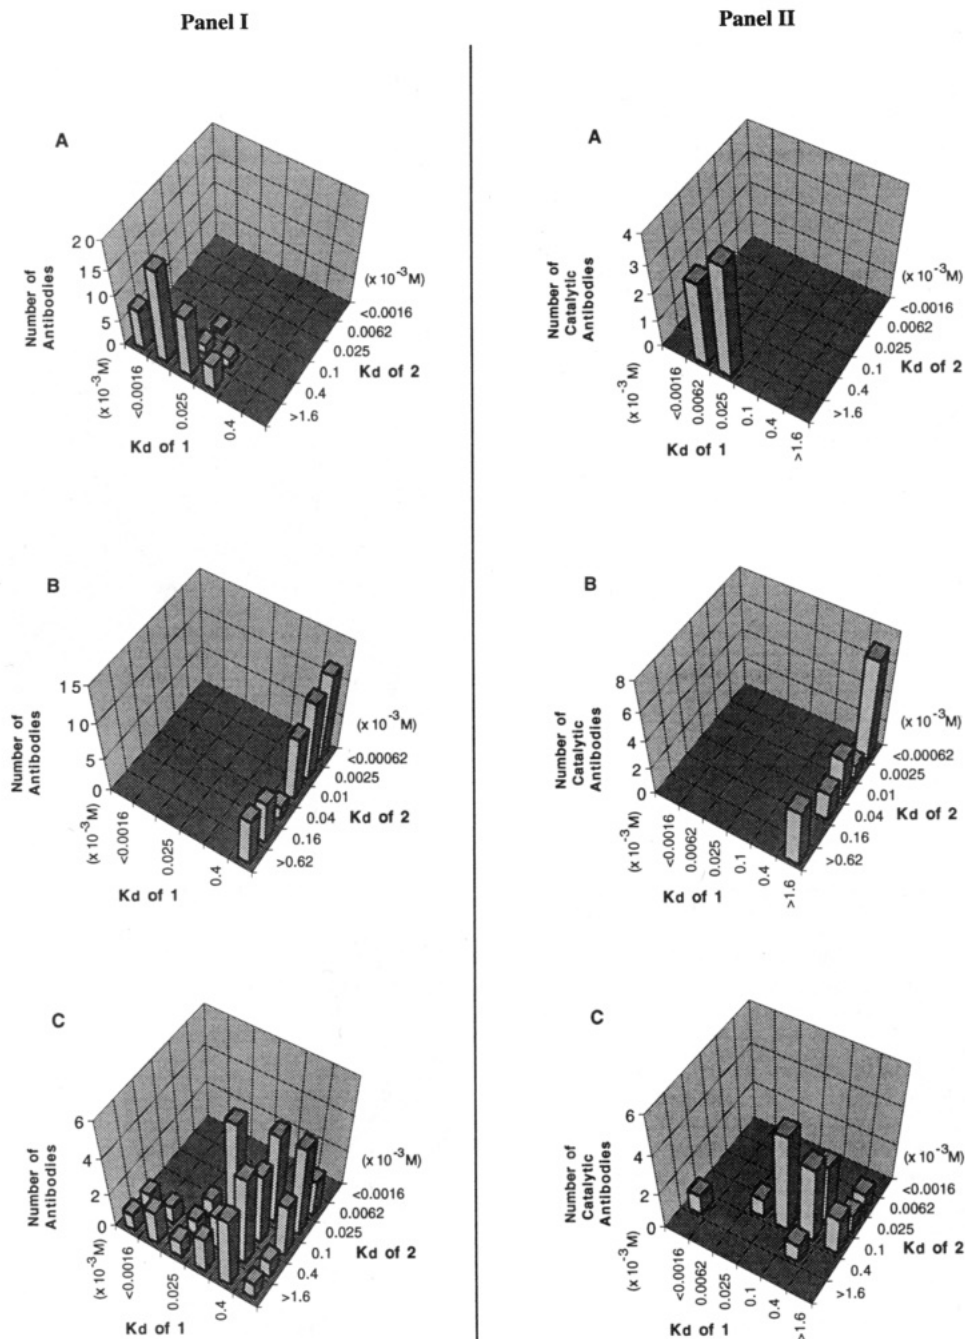 Panel I
Panel II
A
20
15
10
5
0
Number of
Antibodies
(x 10⁻³M)
<0.0016
0.025
0.4
Kd of 1
(x 10⁻³M)
<0.0016
0.0062
0.025
0.1
0.4
>1.6
Kd of 2
A
4
3
2
1
0
Number of
Catalytic
Antibodies
(x 10⁻³M)
<0.0016
0.0062
0.025
0.1
0.4
>1.6
Kd of 1
(x 10⁻³M)
<0.0016
0.0062
0.025
0.1
0.4
>1.6
Kd of 2
B
15
10
5
0
Number of
Antibodies
(x 10⁻³M)
<0.0016
0.025
0.4
Kd of 1
(x 10⁻³M)
<0.00062
0.0025
0.01
0.04
0.16
>0.62
Kd of 2
B
8
6
4
2
0
Number of
Catalytic
Antibodies
(x 10⁻³M)
<0.0016
0.0062
0.025
0.1
0.4
>1.6
Kd of 1
(x 10⁻³M)
<0.00062
0.0025
0.01
0.04
0.16
>0.62
Kd of 2
C
6
4
2
0
Number of
Antibodies
(x 10⁻³M)
<0.0016
0.025
0.4
Kd of 1
(x 10⁻³M)
<0.0016
0.0062
0.025
0.1
0.4
>1.6
Kd of 2
C
6
4
2
0
Number of
Catalytic
Antibodies
(x 10⁻³M)
<0.0016
0.0062
0.025
0.1
0.4
>1.6
Kd of 1
(x 10⁻³M)
<0.0016
0.0062
0.025
0.1
0.4
>1.6
Kd of 2